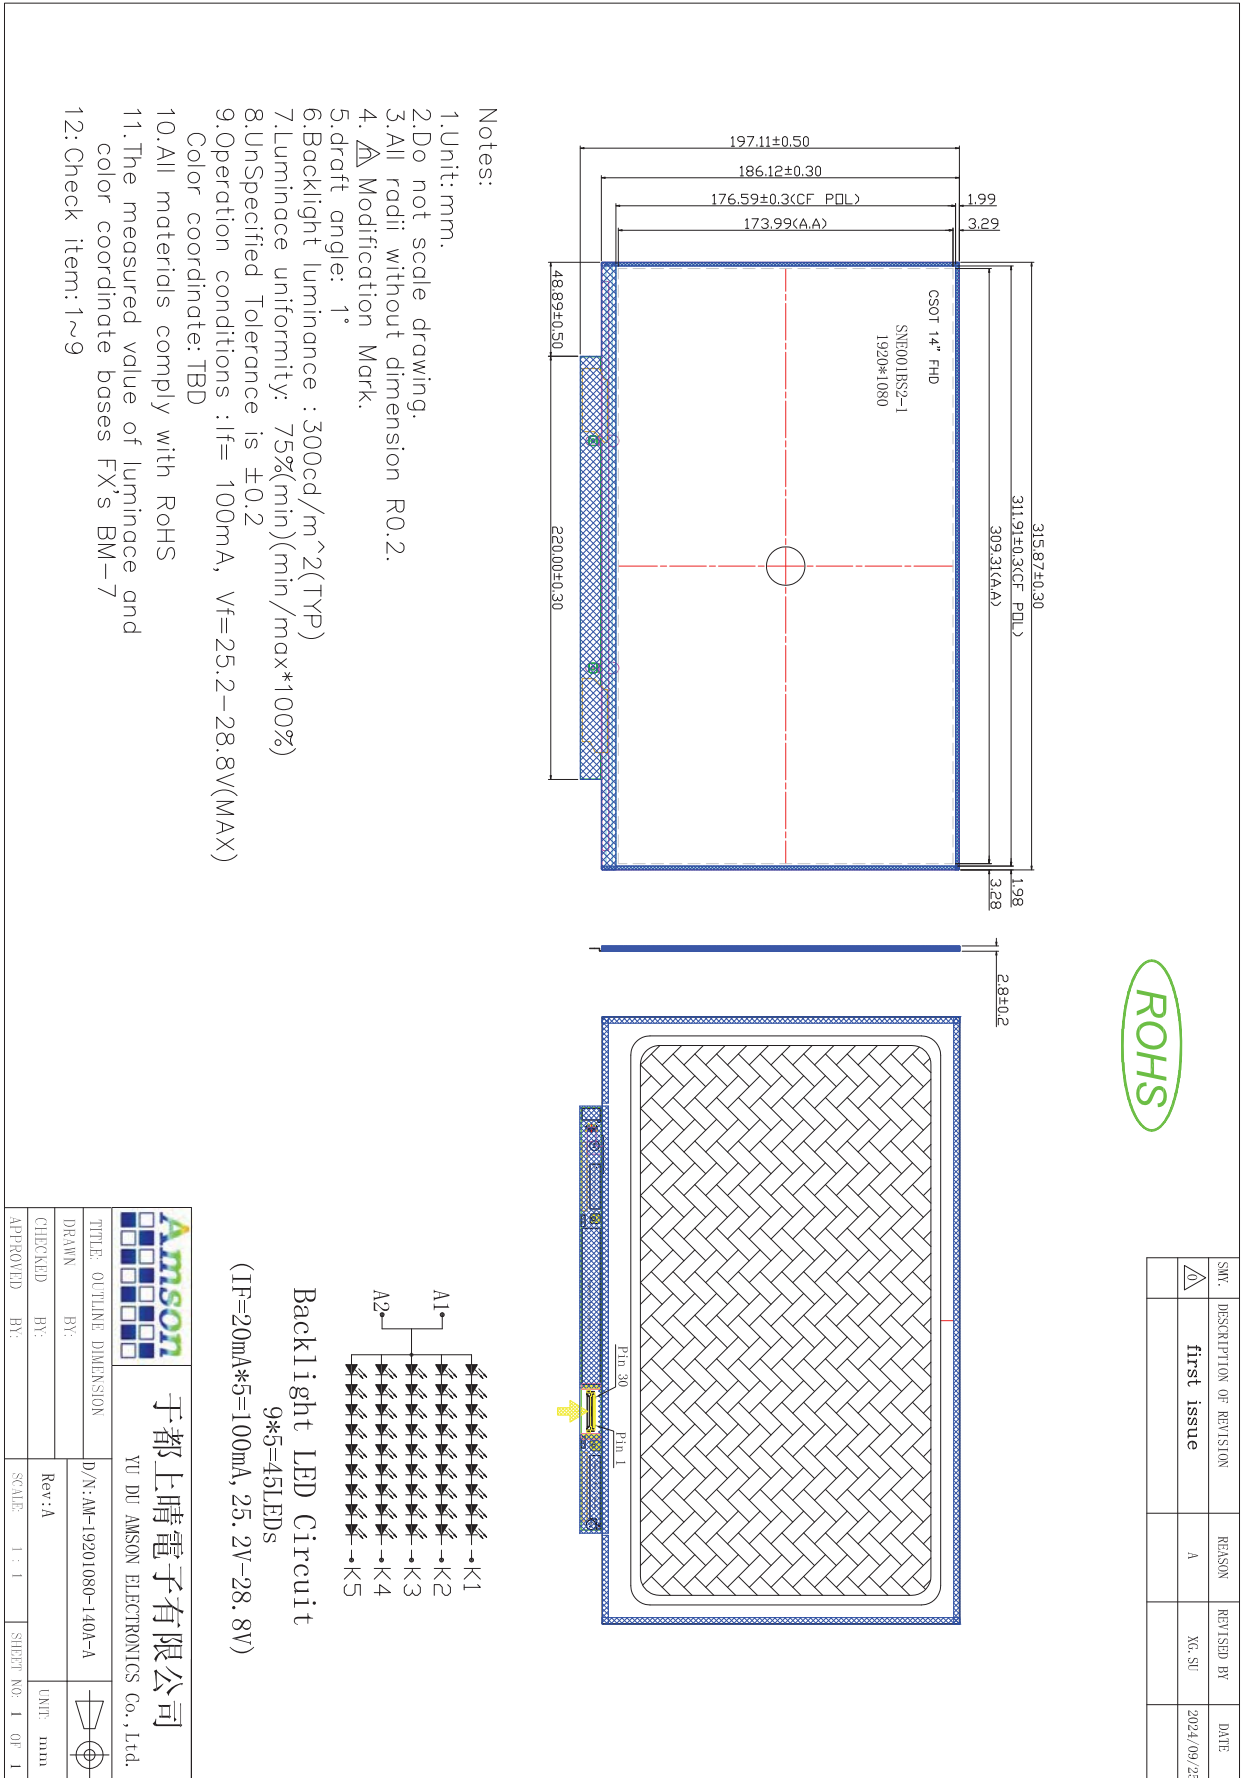 197.11±0.50
186.12±0.30
176.59±0.3(CF POL)
173.99(A.A)
1.99
3.29
315.87±0.30
311.91±0.3(CF POL)
309.31(A.A)
1.98
3.28
CSOT 14" FHD
SNE001BS2-1
1920*1080
48.89±0.50
220.00±0.30
2.8±0.2
Pin 30
Pin 1
ROHS
SMY.
DESCRIPTION OF REVISION
REASON
REVISED BY
DATE
0
first issue
A
XG.SU
2024/09/25
Notes:
1.Unit: mm.
2.Do not scale drawing.
3.All radii without dimension R0.2.
4. Modification Mark.
5.draft angle: 1°
6.Backlight luminance : 300cd/m^2(TYP)
7.Luminace uniformity: 75%(min)(min/max*100%)
8.UnSpecified Tolerance is ±0.2
9.Operation conditions :If= 100mA, Vf=25.2-28.8V(MAX)
Color coordinate: TBD
10.All materials comply with RoHS
11.The measured value of luminace and
color coordinate bases FX's BM-7
12: Check item: 1~9
A1
A2
K1
K2
K3
K4
K5
Backlight LED Circuit
9*5=45LEDs
(IF=20mA*5=100mA, 25.2V-28.8V)
Amson
于都上晴電子有限公司
YU DU AMSON ELECTRONICS Co.,Ltd.
TITLE: OUTLINE DIMENSION
D/N:AM-19201080-140A-A
DRAWN BY:
CHECKED BY:
Rev:A
UNIT: mm
APPROVED BY:
SCALE: 1 : 1
SHEET NO: 1 OF 1